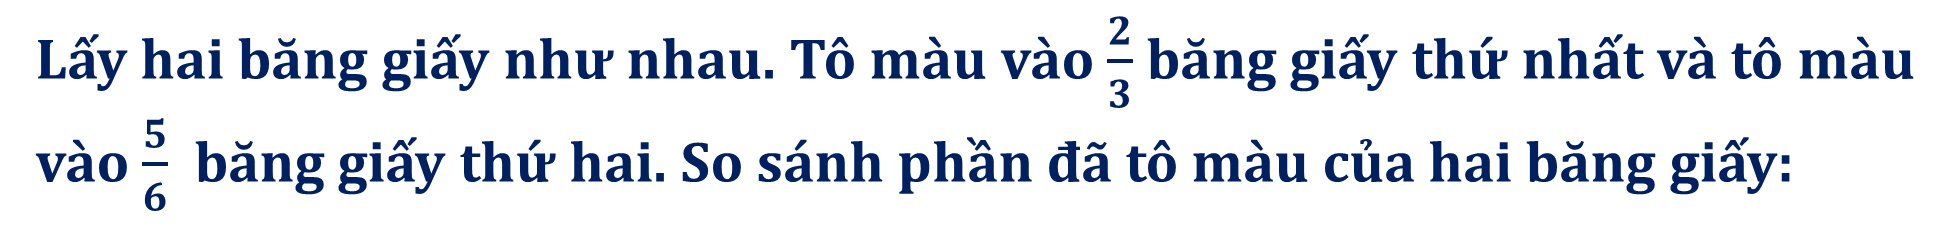 Lấy hai băng giấy như nhau. Tô màu vào 2/3 băng giấy thứ nhất và tô màu
vào 5/6 băng giấy thứ hai. So sánh phần đã tô màu của hai băng giấy: